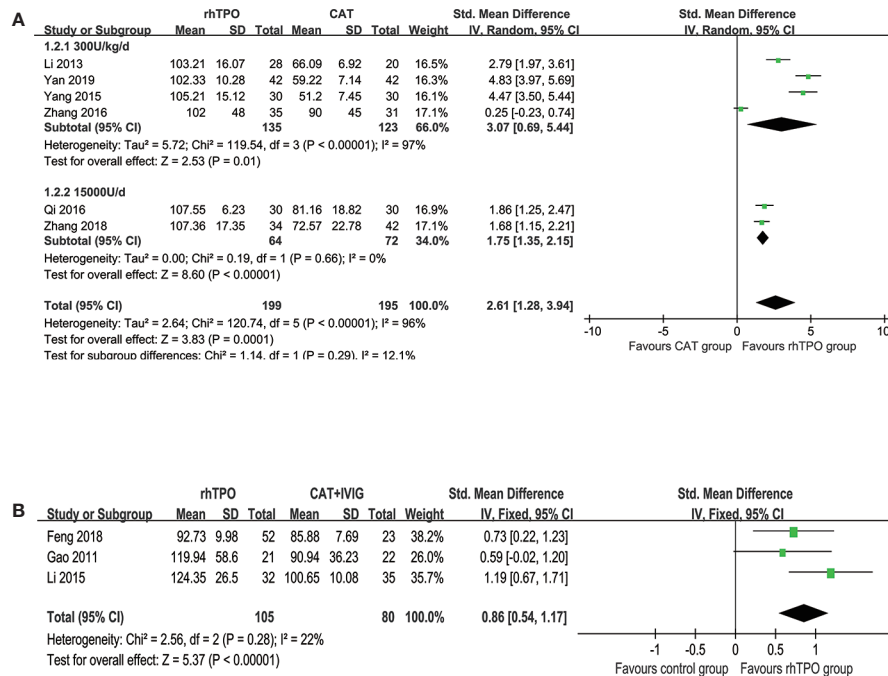 A
rhTPO CAT Std. Mean Difference Std. Mean Difference
Study or Subgroup Mean SD Total Mean SD Total Weight IV, Random, 95% CI IV, Random, 95% CI
1.2.1 300U/kg/d
Li 2013 103.21 16.07 28 66.09 6.92 20 16.5% 2.79 [1.97, 3.61]
Yan 2019 102.33 10.28 42 59.22 7.14 42 16.4% 4.83 [3.97, 5.69]
Yang 2015 105.21 15.12 30 51.2 7.45 30 16.1% 4.47 [3.50, 5.44]
Zhang 2016 102 48 35 90 45 31 17.1% 0.25 [-0.23, 0.74]
Subtotal (95% CI) 135 123 66.0% 3.07 [0.69, 5.44]
Heterogeneity: Tau² = 5.72; Chi² = 119.54, df = 3 (P < 0.00001); I² = 97%
Test for overall effect: Z = 2.53 (P = 0.01)
1.2.2 15000U/d
Qi 2016 107.55 6.23 30 81.16 18.82 30 16.9% 1.86 [1.25, 2.47]
Zhang 2018 107.36 17.35 34 72.57 22.78 42 17.1% 1.68 [1.15, 2.21]
Subtotal (95% CI) 64 72 34.0% 1.75 [1.35, 2.15]
Heterogeneity: Tau² = 0.00; Chi² = 0.19, df = 1 (P = 0.66); I² = 0%
Test for overall effect: Z = 8.60 (P < 0.00001)
Total (95% CI) 199 195 100.0% 2.61 [1.28, 3.94]
Heterogeneity: Tau² = 2.64; Chi² = 120.74, df = 5 (P < 0.00001); I² = 96%
Test for overall effect: Z = 3.83 (P = 0.0001)
Test for subgroup differences: Chi² = 1.14, df = 1 (P = 0.29), I² = 12.1%
-10 -5 0 5 10
Favours CAT group Favours rhTPO group
B
rhTPO CAT+IVIG Std. Mean Difference Std. Mean Difference
Study or Subgroup Mean SD Total Mean SD Total Weight IV, Fixed, 95% CI IV, Fixed, 95% CI
Feng 2018 92.73 9.98 52 85.88 7.69 23 38.2% 0.73 [0.22, 1.23]
Gao 2011 119.94 58.6 21 90.94 36.23 22 26.0% 0.59 [-0.02, 1.20]
Li 2015 124.35 26.5 32 100.65 10.08 35 35.7% 1.19 [0.67, 1.71]
Total (95% CI) 105 80 100.0% 0.86 [0.54, 1.17]
Heterogeneity: Chi² = 2.56, df = 2 (P = 0.28); I² = 22%
Test for overall effect: Z = 5.37 (P < 0.00001)
-1 -0.5 0 0.5 1
Favours control group Favours rhTPO group